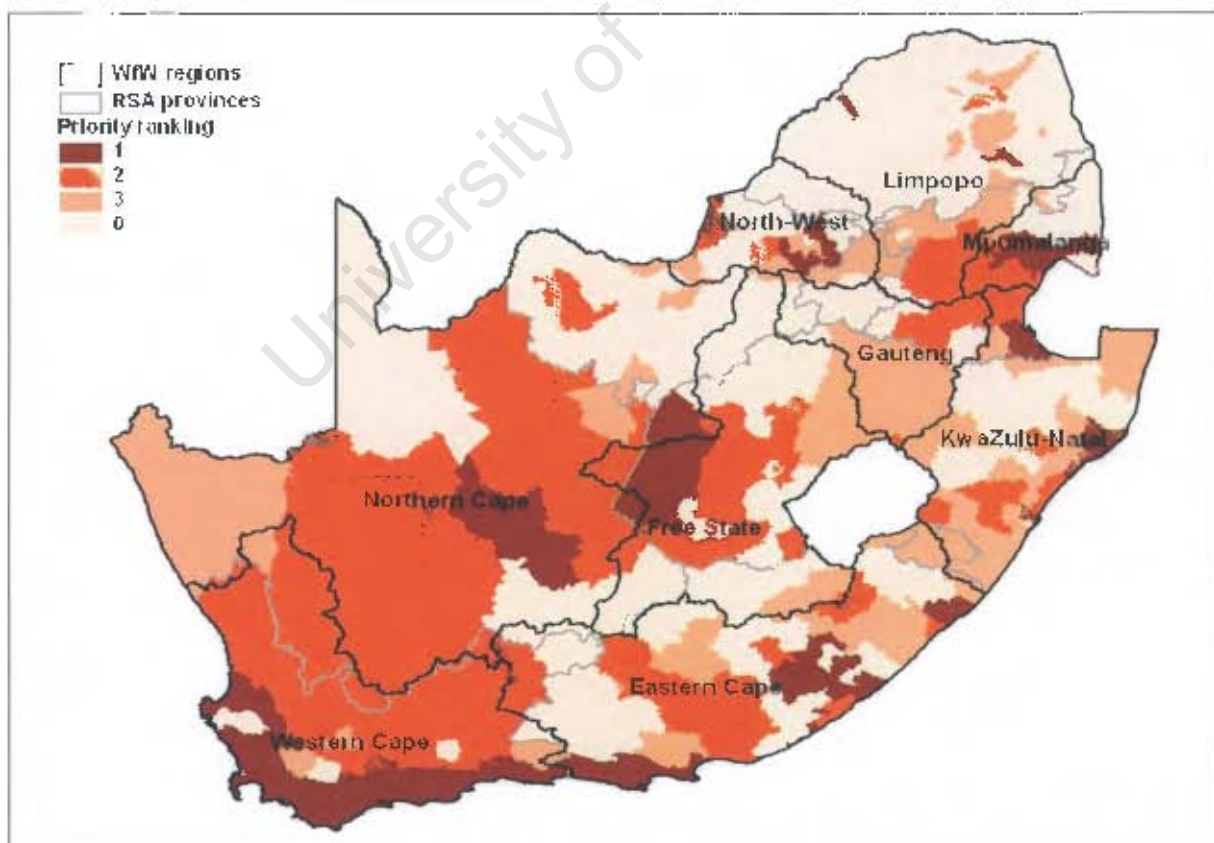 University of
WfW regions
RSA provinces
Priority ranking
1
2
3
0
Limpopo
North-West
Mpumalanga
Gauteng
KwaZulu-Natal
Northern Cape
Free State
Eastern Cape
Western Cape